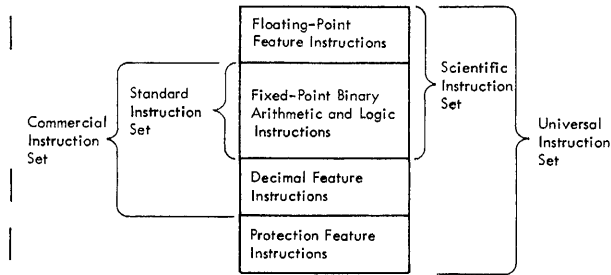 Floating-Point
Feature Instructions
Scientific
Instruction
Set
Standard
Instruction
Set
Fixed-Point Binary
Arithmetic and Logic
Instructions
Commercial
Instruction
Set
Universal
Instruction
Set
Decimal Feature
Instructions
Protection Feature
Instructions